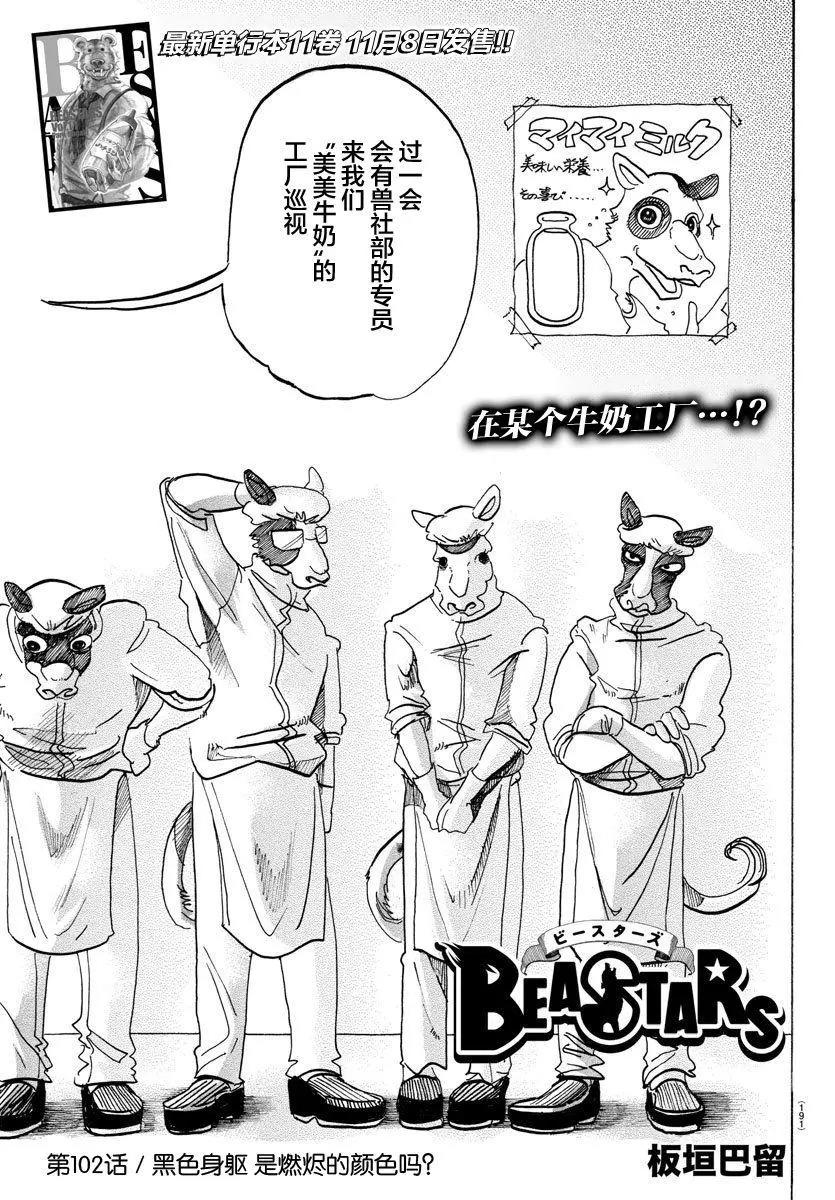 最新单行本11卷 11月8日发售!!
过一会
会有兽社部的专员
来我们
“美美牛奶”的
工厂巡视
マイマイミルク
美味しい栄養…
その喜び……
在某个牛奶工厂…!?
ビースターズ
BEASTARS
(191)
第102话 / 黑色身躯 是燃烬的颜色吗?
板垣巴留